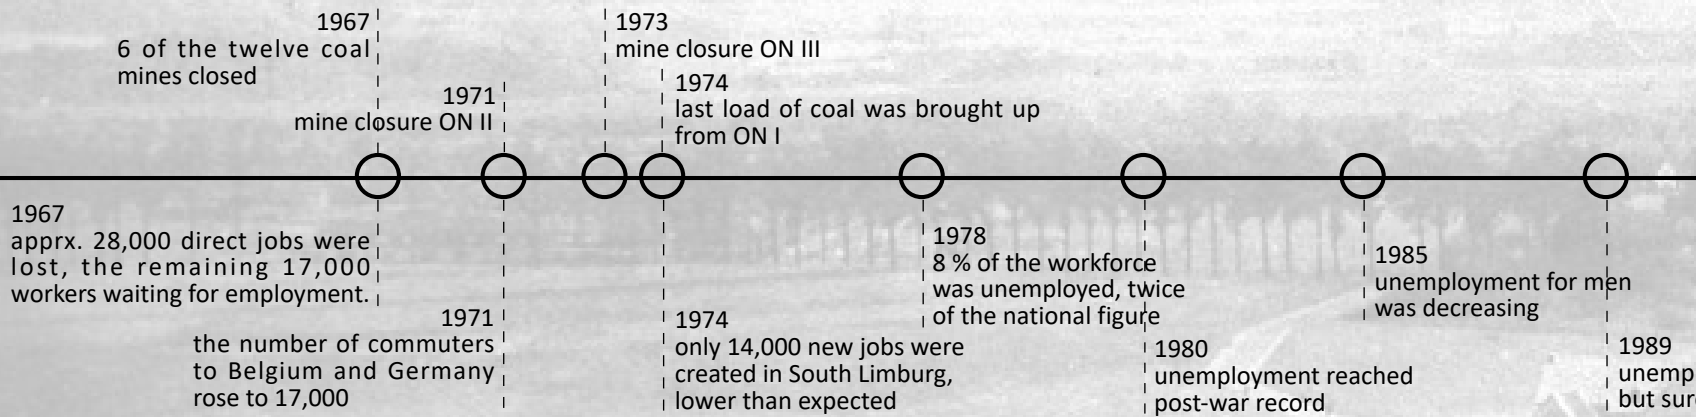 1967
6 of the twelve coal
mines closed
1971
mine closure ON II
1973
mine closure ON III
1974
last load of coal was brought up
from ON I
1967
apprx. 28,000 direct jobs were
lost, the remaining 17,000
workers waiting for employment.
1971
the number of commuters
to Belgium and Germany
rose to 17,000
1974
only 14,000 new jobs were
created in South Limburg,
lower than expected
1978
8 % of the workforce
was unemployed, twice
of the national figure
1980
unemployment reached
post-war record
1985
unemployment for men
was decreasing
1989
but